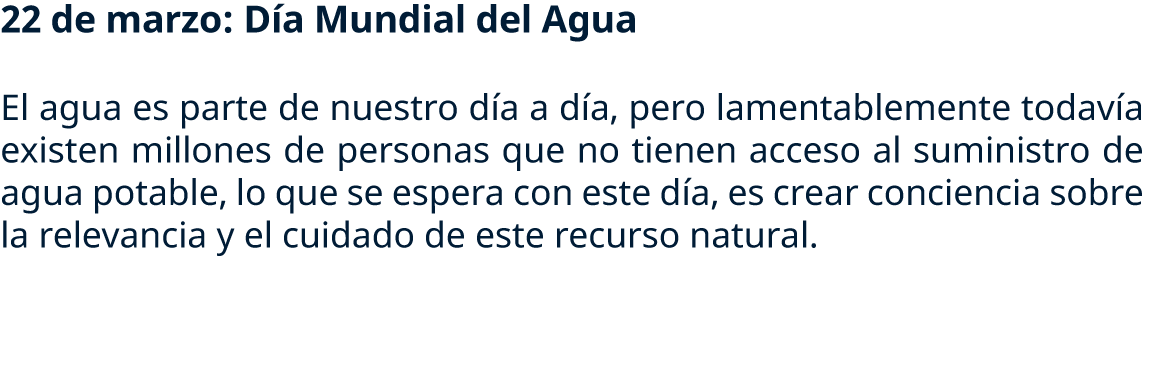 22 de marzo: Día Mundial del Agua
El agua es parte de nuestro día a día, pero lamentablemente todavía
existen millones de personas que no tienen acceso al suministro de
agua potable, lo que se espera con este día, es crear conciencia sobre
la relevancia y el cuidado de este recurso natural.